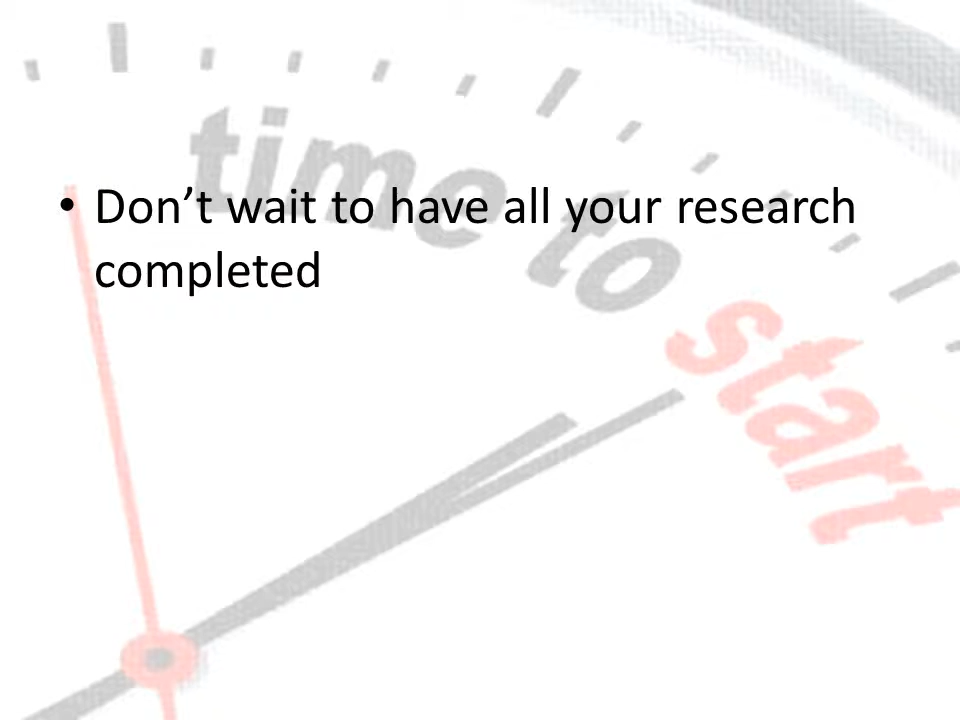 time to start
• Don’t wait to have all your research
completed